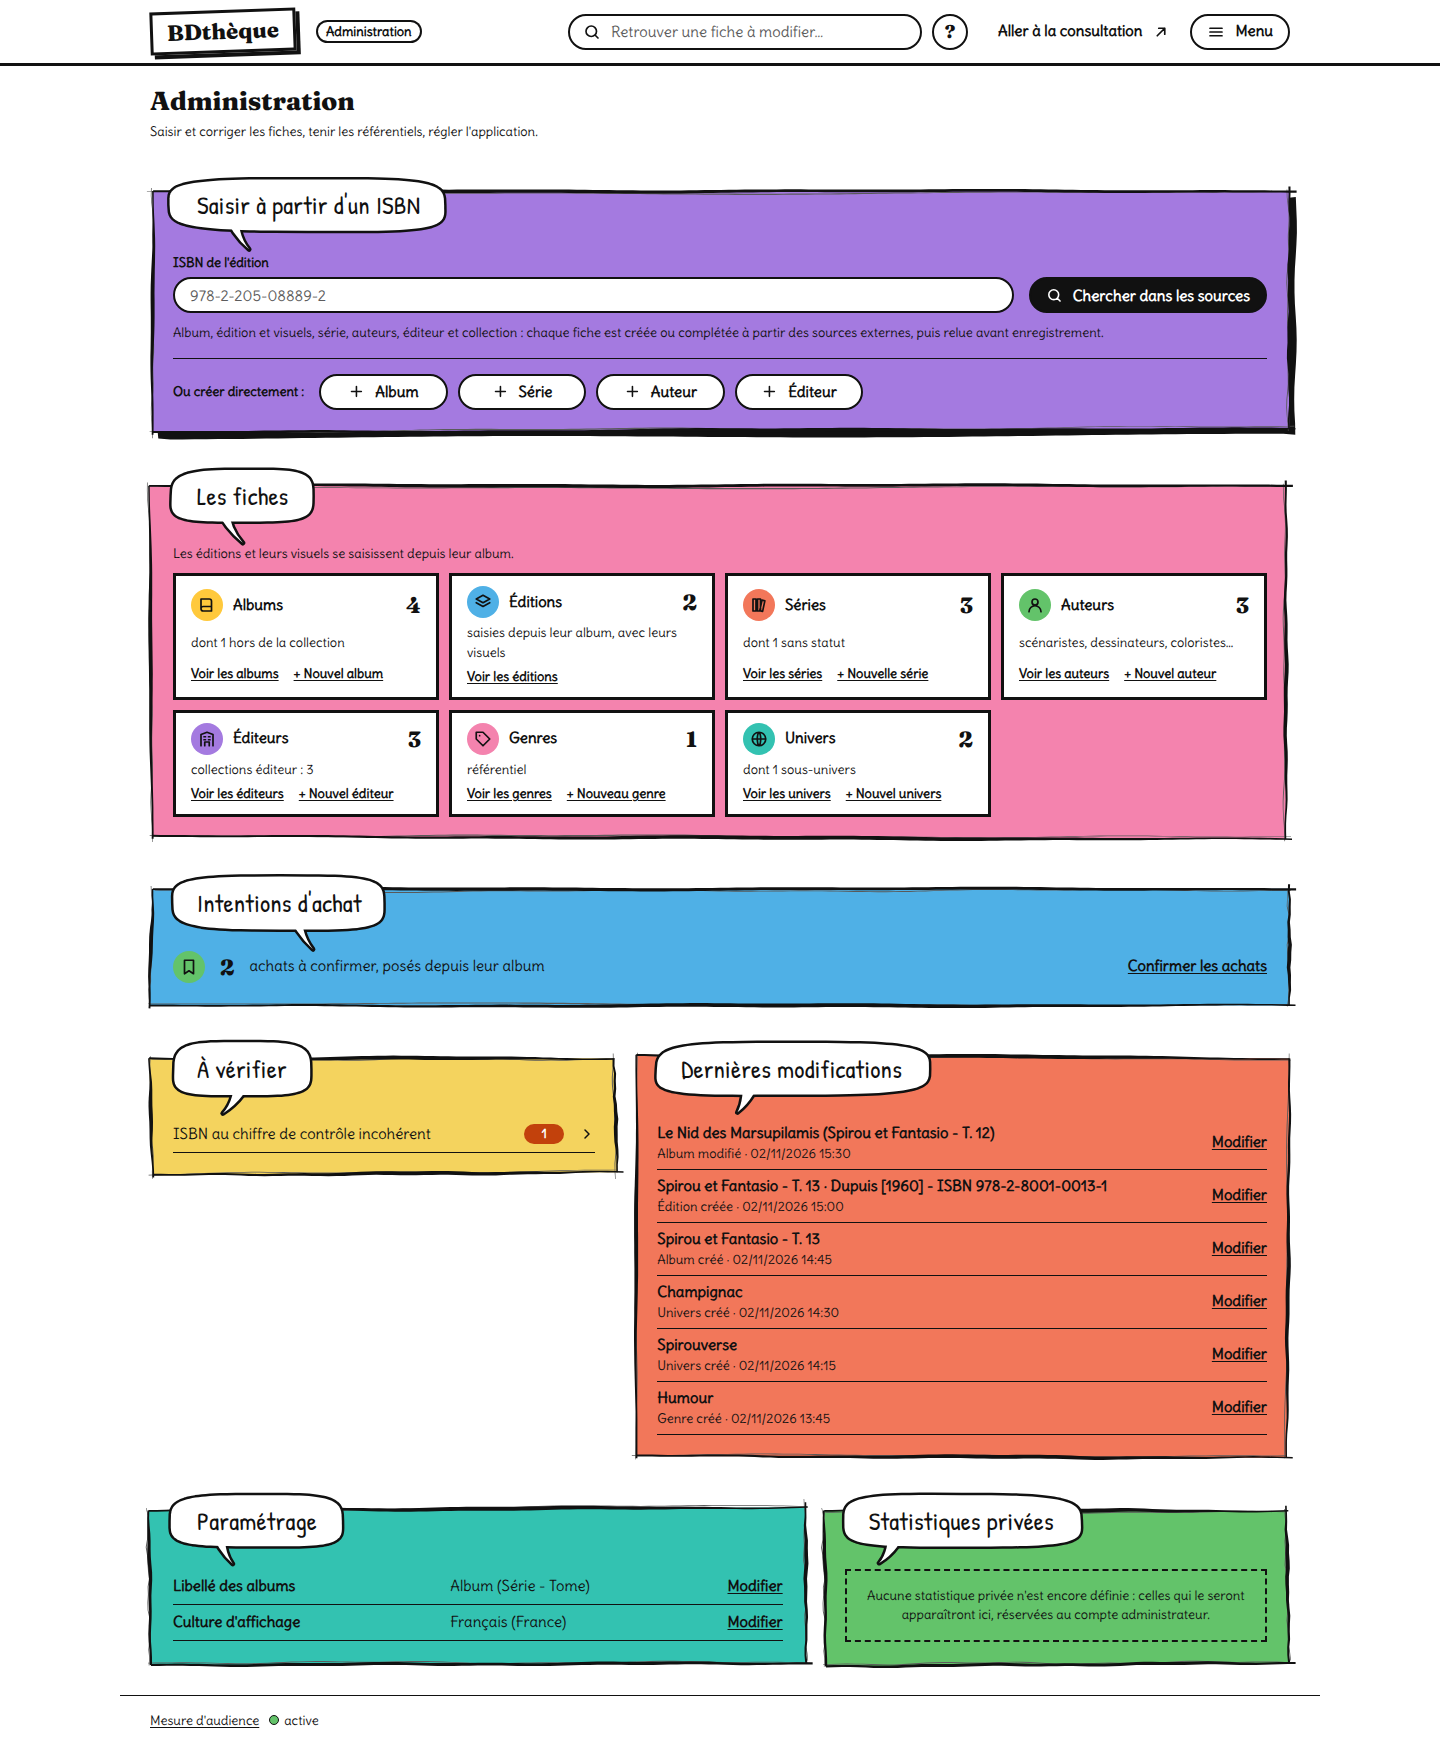 BDthèque
Administration
Retrouver une fiche à modifier...
?
Aller à la consultation
Menu
Administration
Saisir et corriger les fiches, tenir les référentiels, régler l'application.
Saisir à partir d'un ISBN
ISBN de l'édition
978-2-205-08889-2
Chercher dans les sources
Album, édition et visuels, série, auteurs, éditeur et collection : chaque fiche est créée ou complétée à partir des sources externes, puis relue avant enregistrement.
Ou créer directement :
Album
Série
Auteur
Éditeur
Les fiches
Les éditions et leurs visuels se saisissent depuis leur album.
Albums 4
dont 1 hors de la collection
Voir les albums + Nouvel album
Éditions 2
saisies depuis leur album, avec leurs
visuels
Voir les éditions
Séries 3
dont 1 sans statut
Voir les séries + Nouvelle série
Auteurs 3
scénaristes, dessinateurs, coloristes...
Voir les auteurs + Nouvel auteur
Éditeurs 3
collections éditeur : 3
Voir les éditeurs + Nouvel éditeur
Genres 1
référentiel
Voir les genres + Nouveau genre
Univers 2
dont 1 sous-univers
Voir les univers + Nouvel univers
Intentions d'achat
2 achats à confirmer, posés depuis leur album
Confirmer les achats
À vérifier
ISBN au chiffre de contrôle incohérent 1
Dernières modifications
Le Nid des Marsupilamis (Spirou et Fantasio - T. 12)
Album modifié · 02/11/2026 15:30
Modifier
Spirou et Fantasio - T. 13 · Dupuis [1960] - ISBN 978-2-8001-0013-1
Édition créée · 02/11/2026 15:00
Modifier
Spirou et Fantasio - T. 13
Album créé · 02/11/2026 14:45
Modifier
Champignac
Univers créé · 02/11/2026 14:30
Modifier
Spirouverse
Univers créé · 02/11/2026 14:15
Modifier
Humour
Genre créé · 02/11/2026 13:45
Modifier
Paramétrage
Libellé des albums Album (Série - Tome) Modifier
Culture d'affichage Français (France) Modifier
Statistiques privées
Aucune statistique privée n'est encore définie : celles qui le seront
apparaîtront ici, réservées au compte administrateur.
Mesure d'audience active